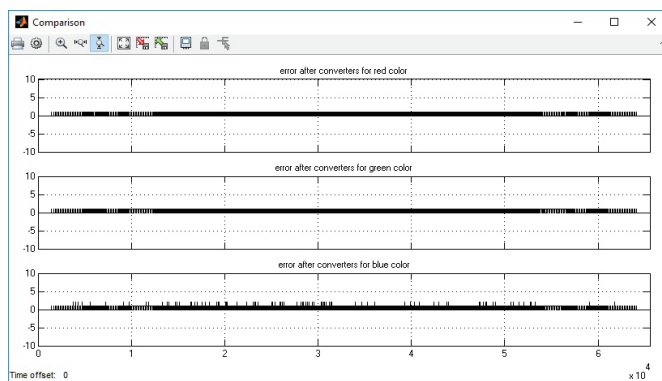 Comparison
error after converters for red color
10
5
0
-5
-10
error after converters for green color
10
5
0
-5
-10
error after converters for blue color
10
5
0
-5
-10
0 1 2 3 4 5 6
x 10 4
Time offset: 0